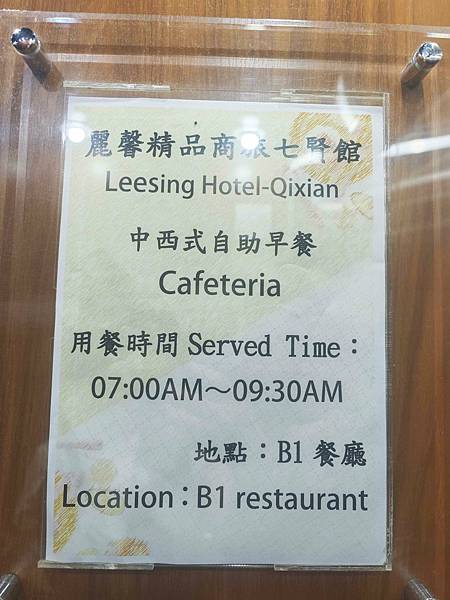 麗馨精品商旅七賢館
Leesing Hotel-Qixian
中西式自助早餐
Cafeteria
用餐時間 Served Time：
07:00AM～09:30AM
地點：B1 餐廳
Location：B1 restaurant